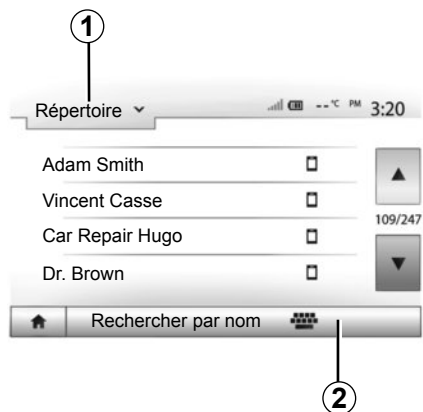 1
Répertoire
--°C PM 3:20
Adam Smith
Vincent Casse
109/247
Car Repair Hugo
Dr. Brown
Rechercher par nom
2